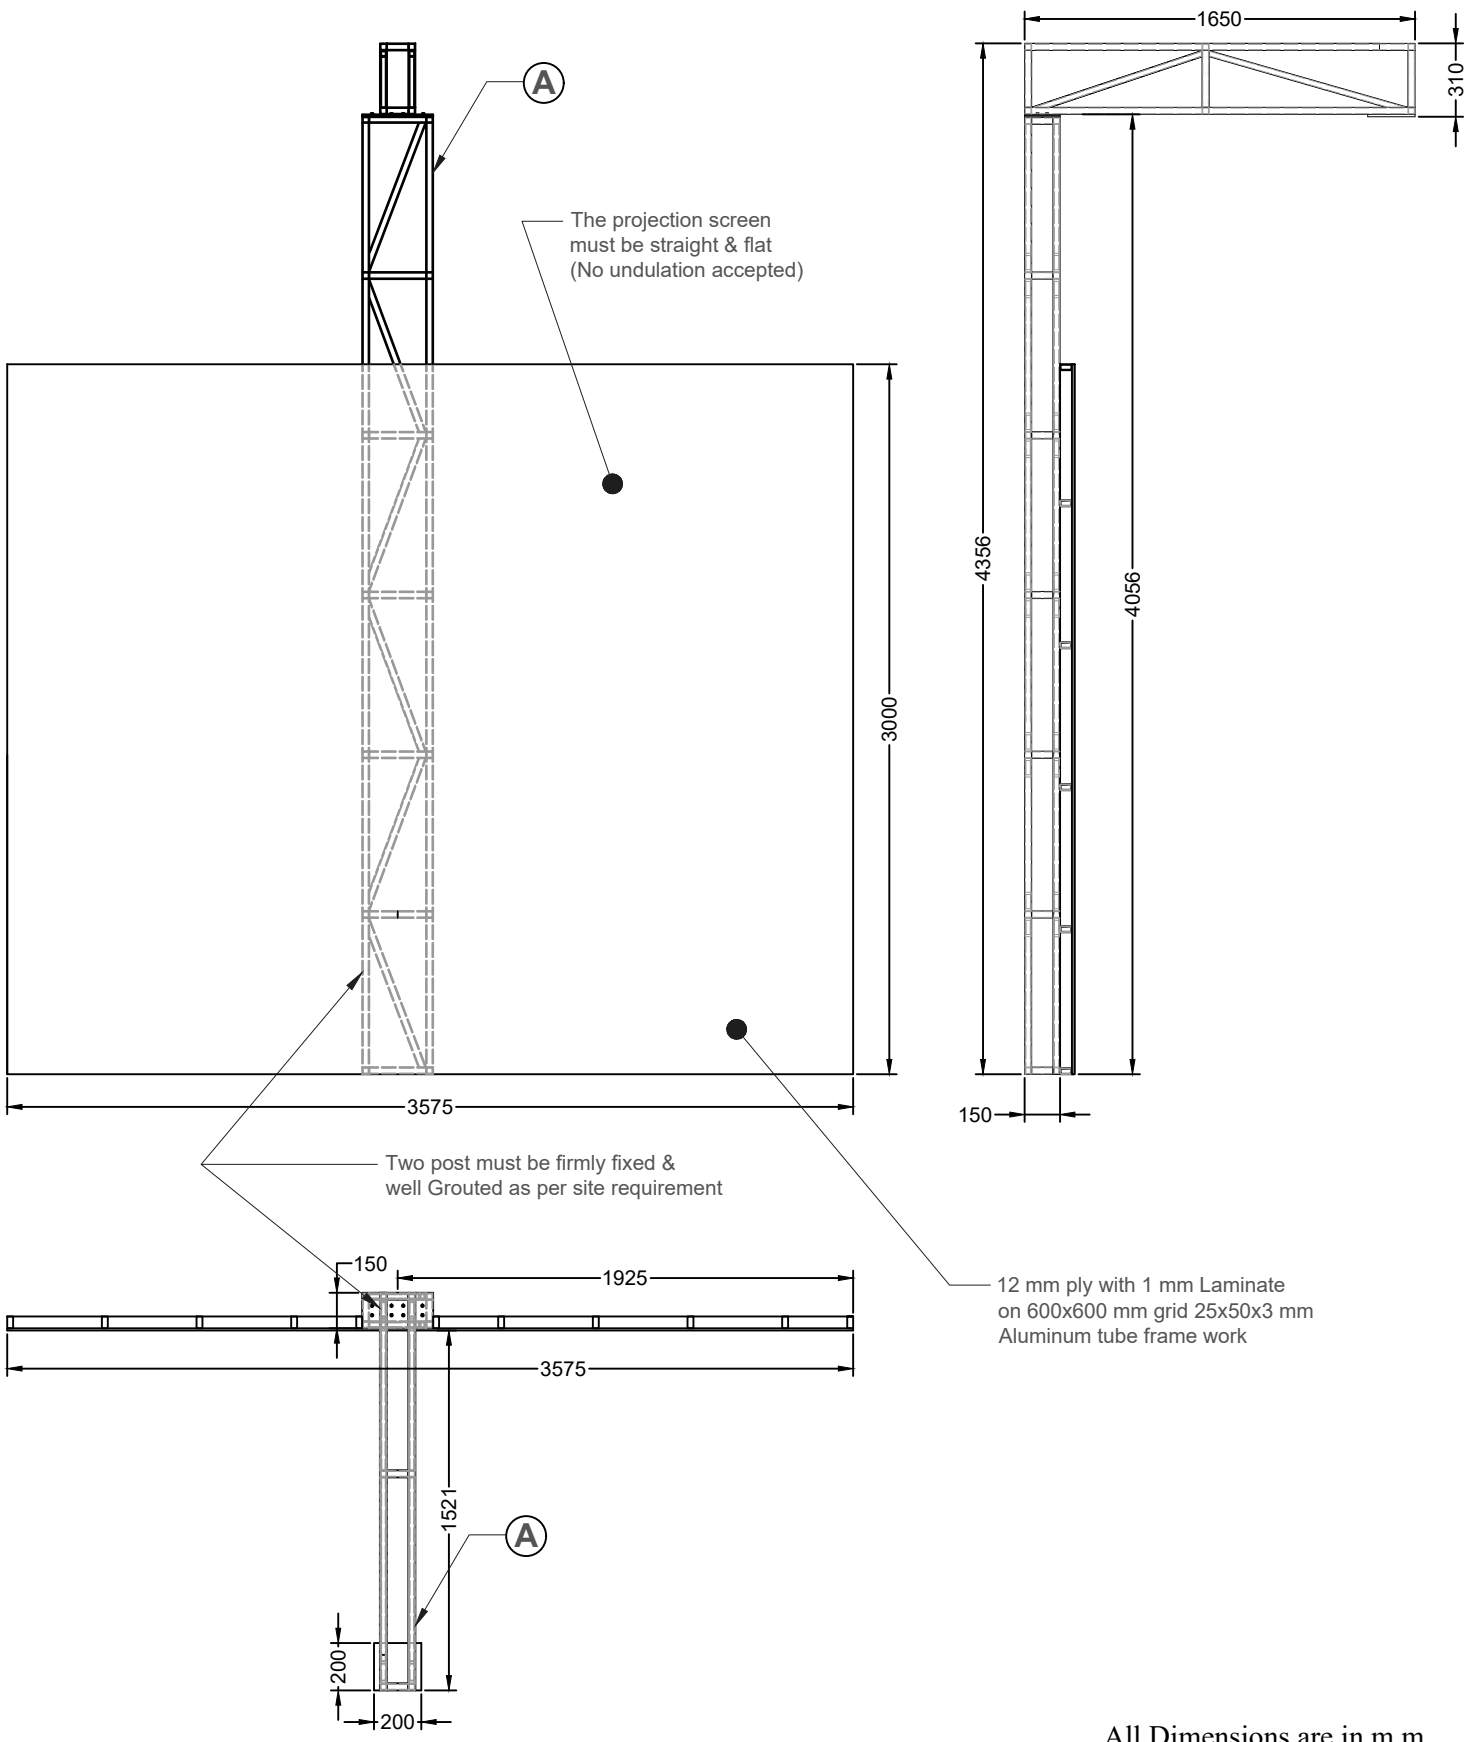 1650
310
A
The projection screen
must be straight & flat
(No undulation accepted)
4356
4056
3000
3575
150
Two post must be firmly fixed &
well Grouted as per site requirement
150
1925
12 mm ply with 1 mm Laminate
on 600x600 mm grid 25x50x3 mm
Aluminum tube frame work
3575
1521
A
200
200
All Dimensions are in m.m.